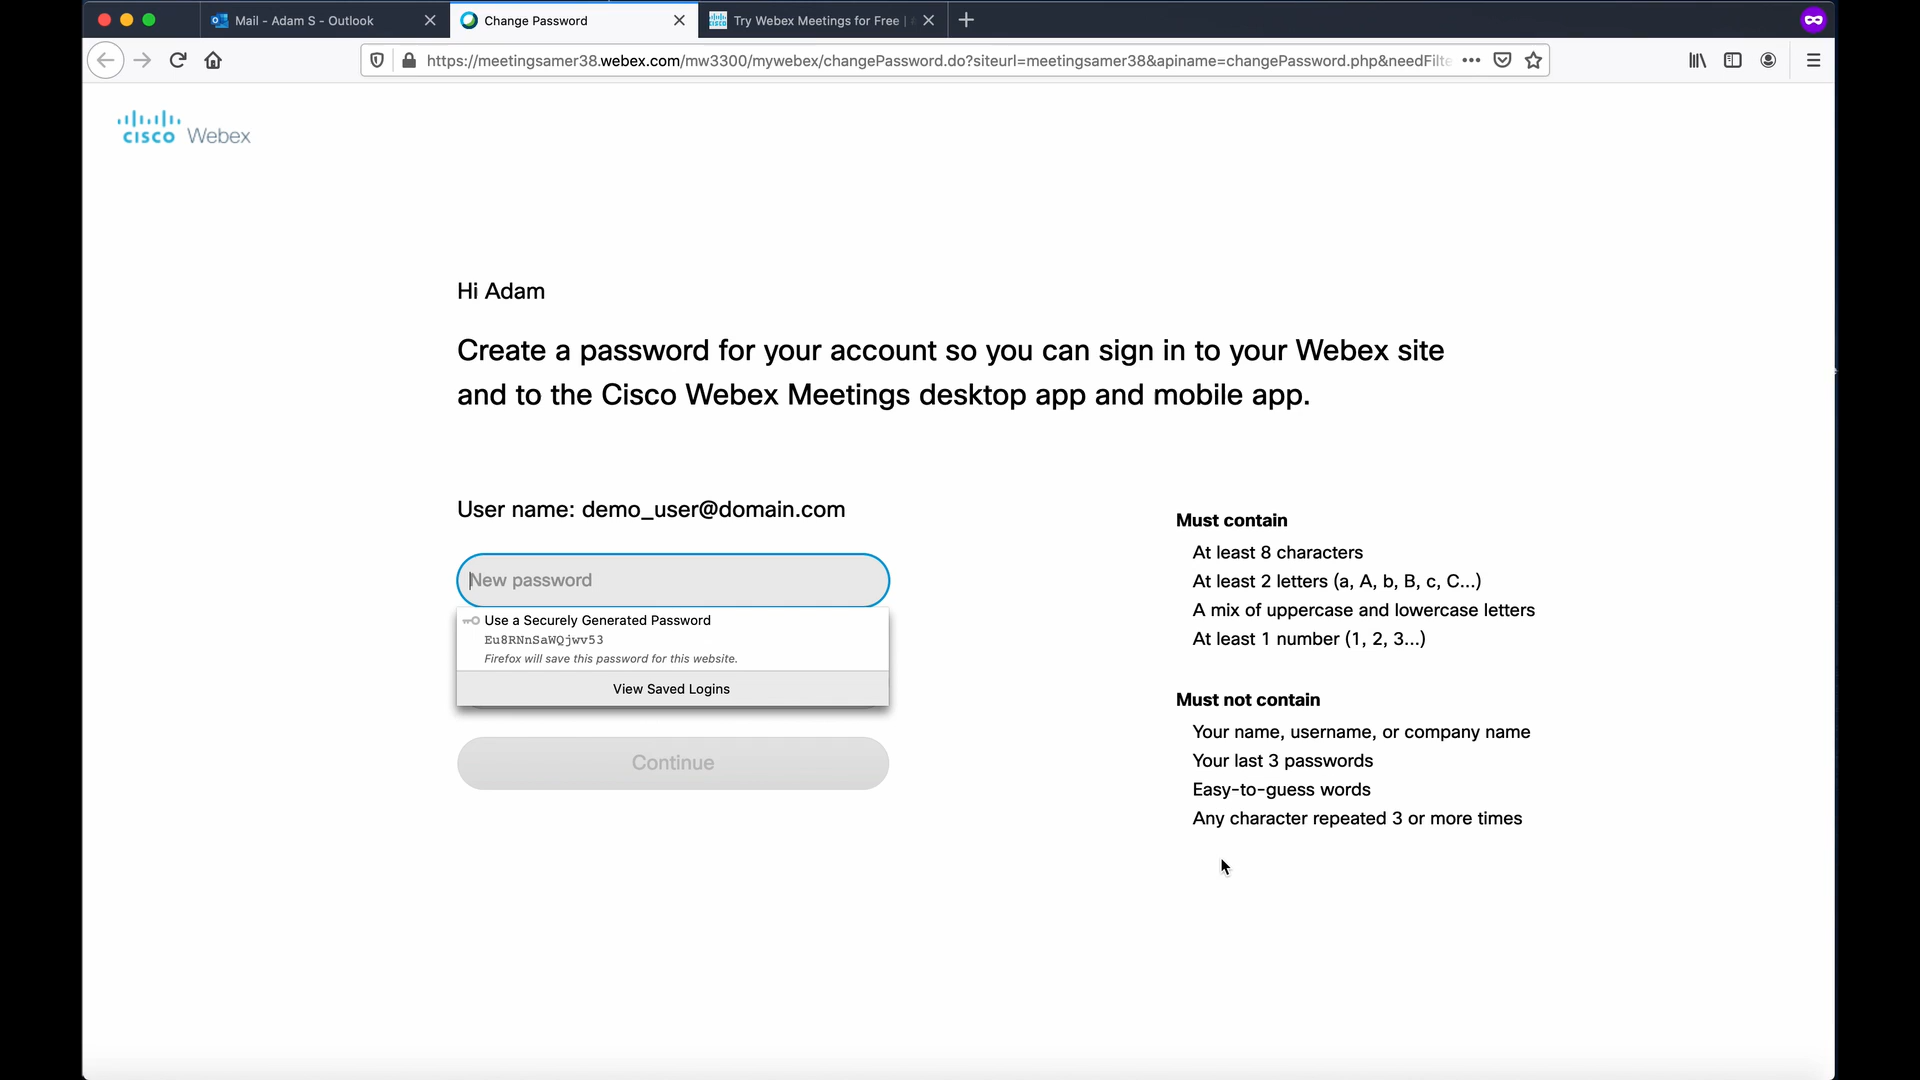 Mail - Adam S - Outlook
Change Password
Try Webex Meetings for Free |
https://meetingsamer38.webex.com/mw3300/mywebex/changePassword.do?siteurl=meetingsamer38&apiname=changePassword.php&needFilte
cisco Webex
Hi Adam
Create a password for your account so you can sign in to your Webex site
and to the Cisco Webex Meetings desktop app and mobile app.
User name: demo_user@domain.com
New password
Use a Securely Generated Password
Eu8RNnSaWQjwv53
Firefox will save this password for this website.
View Saved Logins
Continue
Must contain
At least 8 characters
At least 2 letters (a, A, b, B, c, C...)
A mix of uppercase and lowercase letters
At least 1 number (1, 2, 3...)
Must not contain
Your name, username, or company name
Your last 3 passwords
Easy-to-guess words
Any character repeated 3 or more times